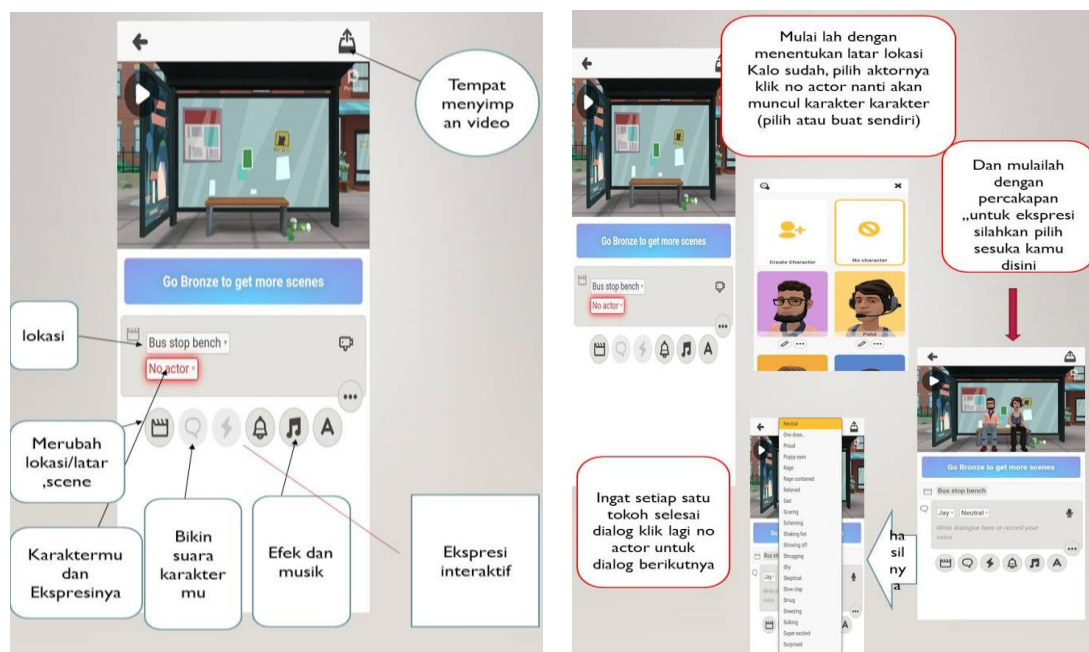 Tempat
menyimp
an video
Go Bronze to get more scenes
lokasi
Bus stop bench
No actor
Merubah
lokasi/latar
,scene
Karaktermu
dan
Ekspresinya
Bikin
suara
karakter
mu
Efek dan
musik
Ekspresi
interaktif
A
Mulai lah dengan
menentukan latar lokasi
Kalo sudah, pilih aktornya
klik no actor nanti akan
muncul karakter karakter
(pilih atau buat sendiri)
Dan mulailah
dengan
percakapan
,,untuk ekspresi
silahkan pilih
sesuka kamu
disini
Go Bronze to get more scenes
Bus stop bench
No actor
A
Create Character
No character
Ingat setiap satu
tokoh selesai
dialog klik lagi no
actor untuk
dialog berikutnya
Neutral
One does...
Proud
Puppy eyes
Rage
Rage contained
Relieved
Sad
Scaring
Scheming
Shaking fist
Showing off
Shrugging
Shy
Skeptical
Slow clap
Smug
Sneezing
Sulking
Super excited
Surprised
ha
sil
ny
a
Go Bronze to get more scenes
Bus stop bench
Jay
Neutral
Write dialogue here or record your
voice
A